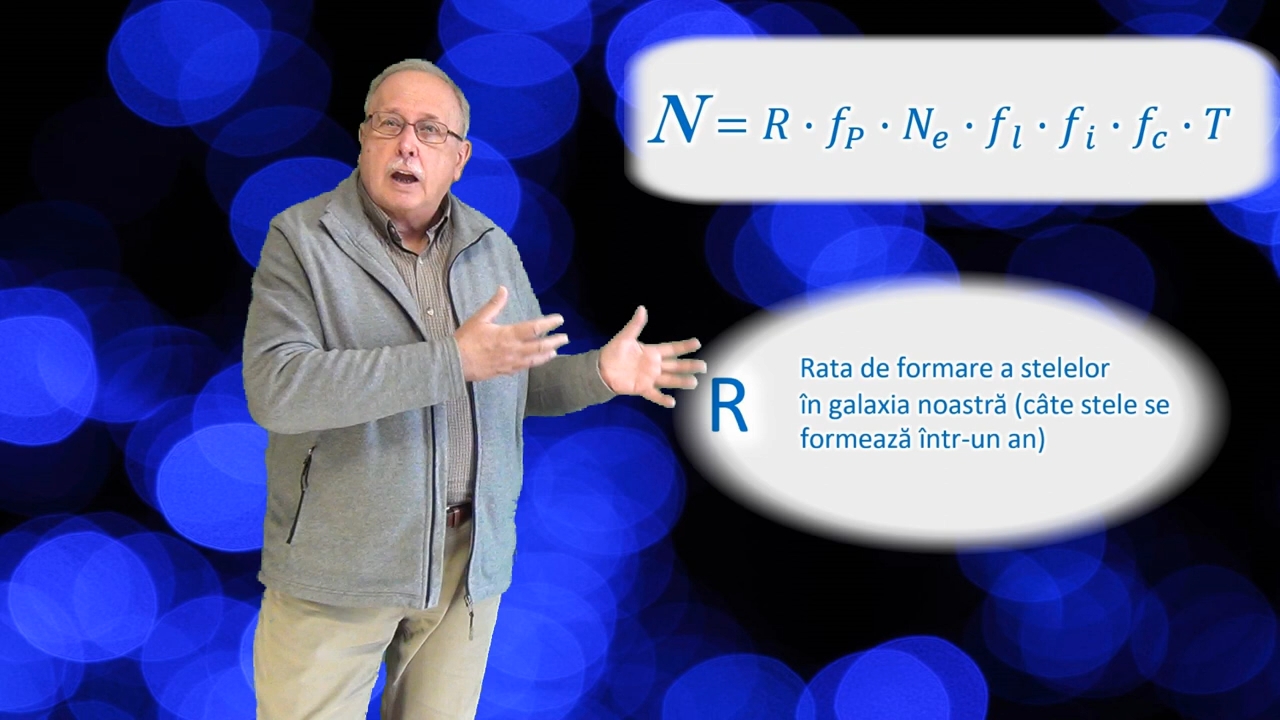 N = R · f_P · N_e · f_l · f_i · f_c · T
R
Rata de formare a stelelor
în galaxia noastră (câte stele se
formează într-un an)